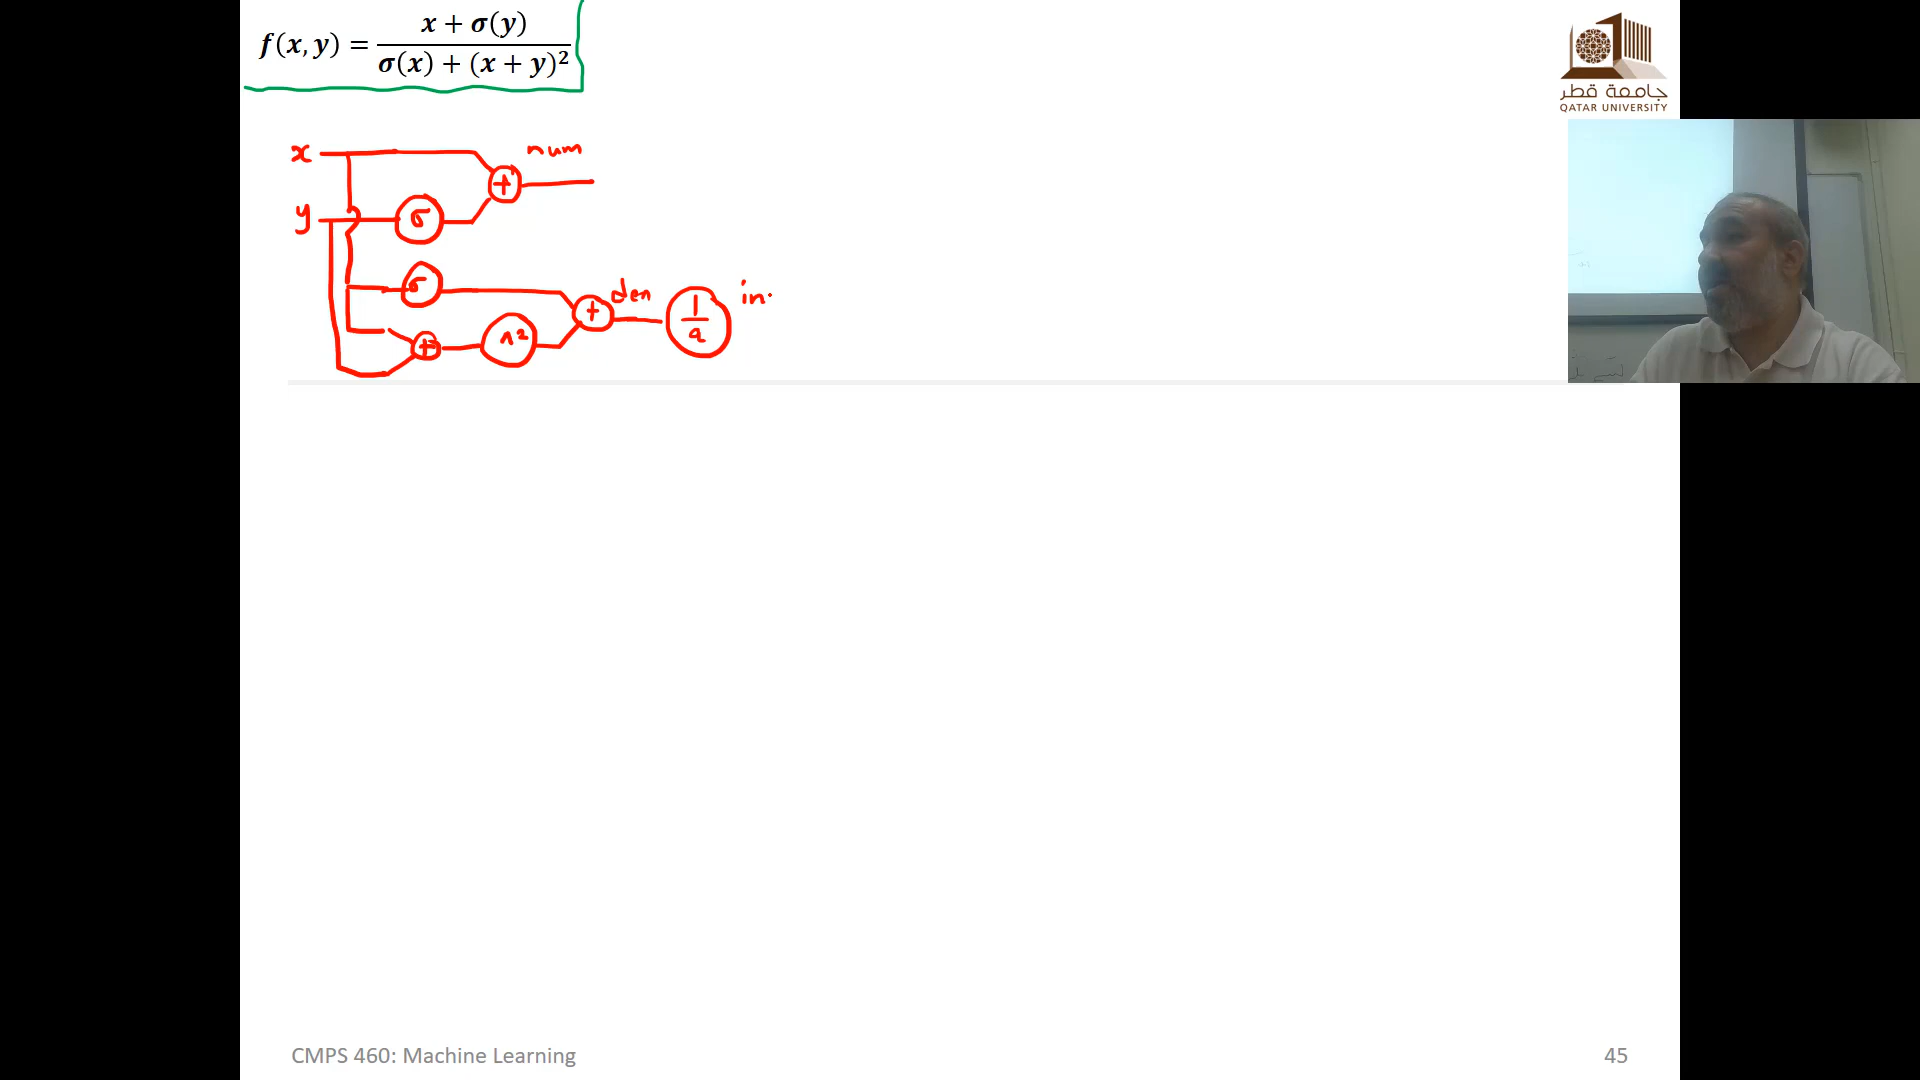 f(x, y) = x + σ(y) / σ(x) + (x + y)²
جامعة قطر
QATAR UNIVERSITY
x
+
num
y
σ
σ
+
den
1/a
in
+
^2
CMPS 460: Machine Learning
45